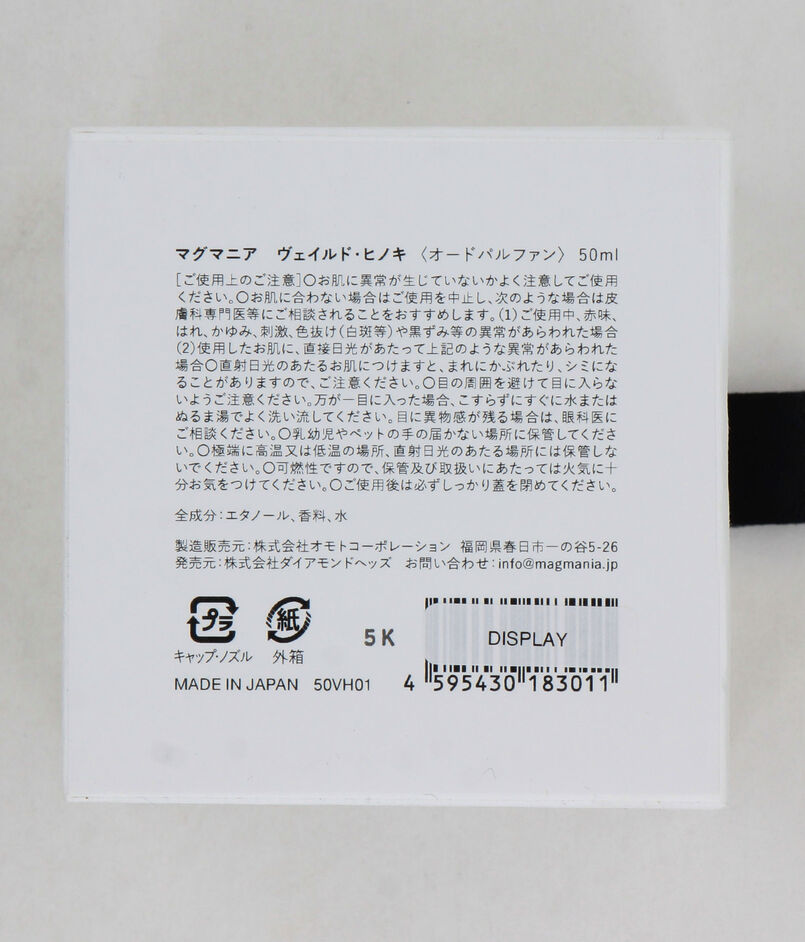 マグマニア　ヴェイルド・ヒノキ〈オードパルファン〉50ml
[ご使用上のご注意]〇お肌に異常が生じていないかよく注意してご使用
ください。〇お肌に合わない場合はご使用を中止し、次のような場合は皮
膚科専門医等にご相談されることをおすすめします。(1)ご使用中、赤味、
はれ、かゆみ、刺激、色抜け(白斑等)や黒ずみ等の異常があらわれた場合
(2)使用したお肌に、直接日光があたって上記のような異常があらわれた
場合〇直射日光のあたるお肌につけますと、まれにかぶれたり、シミにな
ることがありますので、ご注意ください。〇目の周囲を避けて目に入らな
いようご注意ください。万が一目に入った場合、こすらずにすぐに水または
ぬるま湯でよく洗い流してください。目に異物感が残る場合は、眼科医に
ご相談ください。〇乳幼児やペットの手の届かない場所に保管してくださ
い。〇極端に高温又は低温の場所、直射日光のあたる場所には保管しな
いでください。〇可燃性ですので、保管及び取扱いにあたっては火気に十
分お気をつけてください。〇ご使用後は必ずしっかり蓋を閉めてください。
全成分：エタノール、香料、水
製造販売元：株式会社オモトコーポレーション　福岡県春日市一の谷5-26
発売元：株式会社ダイアモンドヘッズ　お問い合わせ：info@magmania.jp
プラ 紙 5K DISPLAY
キャップ・ノズル 外箱
MADE IN JAPAN 50VH01 4 595430 183011